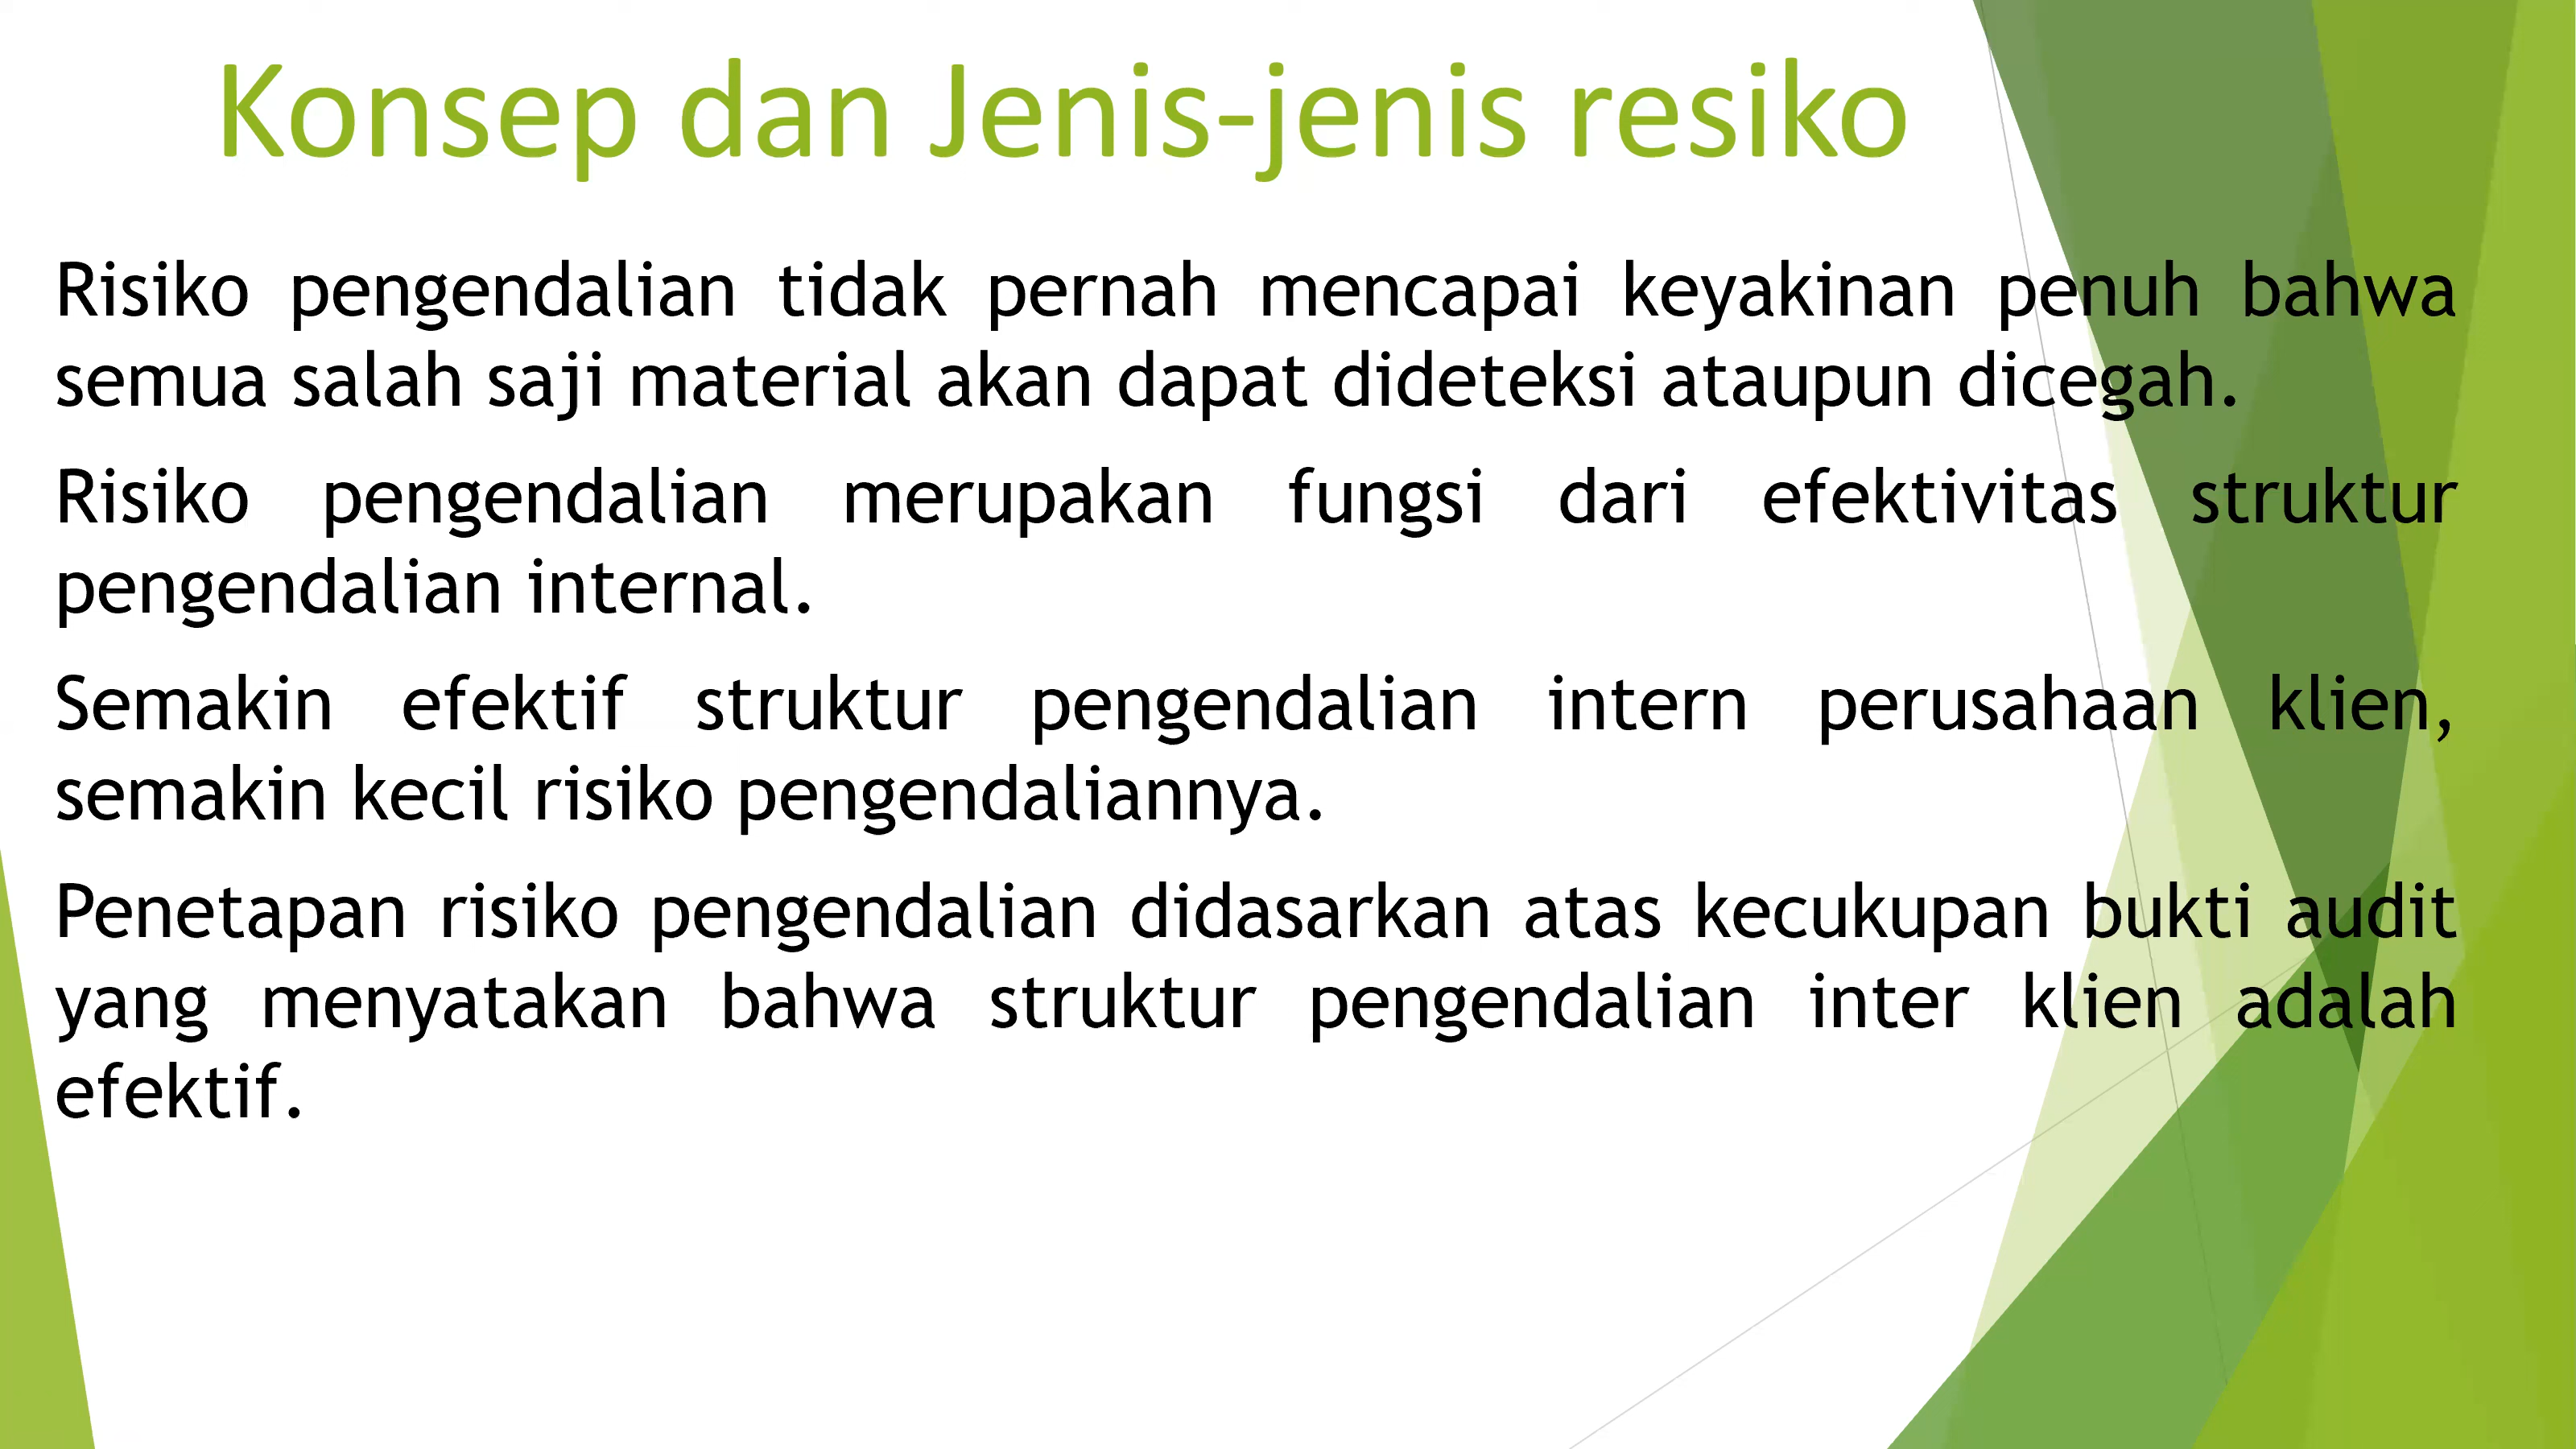 Konsep dan Jenis-jenis resiko
Risiko pengendalian tidak pernah mencapai keyakinan penuh bahwa
semua salah saji material akan dapat dideteksi ataupun dicegah.
Risiko pengendalian merupakan fungsi dari efektivitas struktur
pengendalian internal.
Semakin efektif struktur pengendalian intern perusahaan klien,
semakin kecil risiko pengendaliannya.
Penetapan risiko pengendalian didasarkan atas kecukupan bukti audit
yang menyatakan bahwa struktur pengendalian inter klien adalah
efektif.